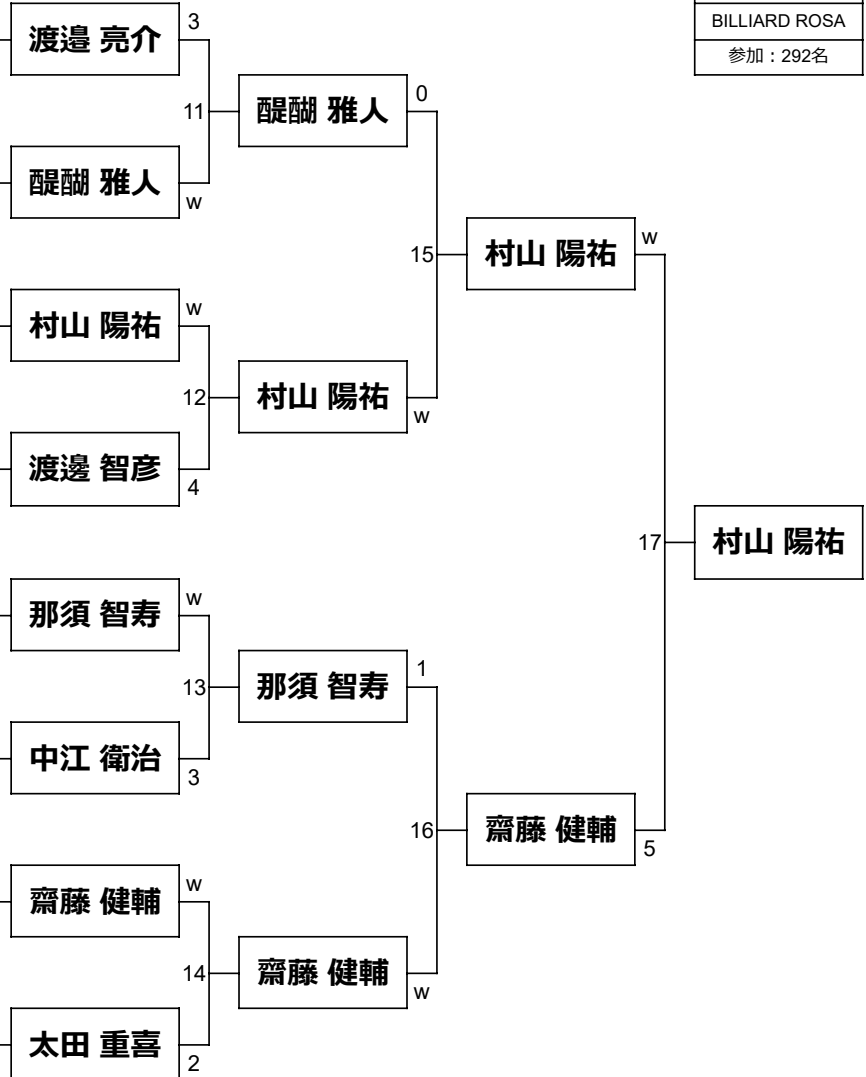 BILLIARD ROSA
参加：292名
渡邉 亮介
3
11
醍醐 雅人
w
醍醐 雅人
0
村山 陽祐
w
12
渡邊 智彦
4
村山 陽祐
w
15
村山 陽祐
w
那須 智寿
w
13
中江 衛治
3
那須 智寿
1
齋藤 健輔
w
14
太田 重喜
2
齋藤 健輔
w
16
齋藤 健輔
5
17
村山 陽祐